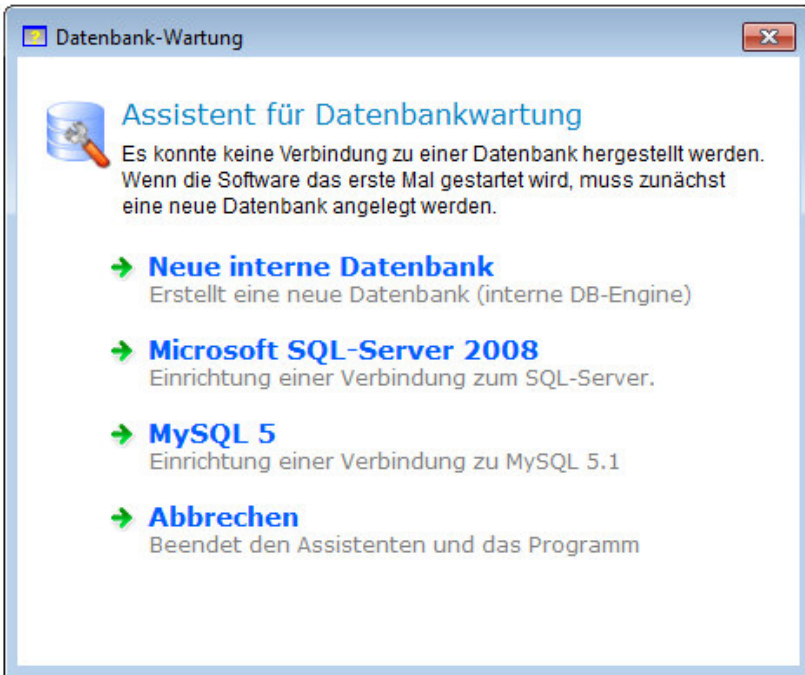 Datenbank-Wartung
Assistent für Datenbankwartung
Es konnte keine Verbindung zu einer Datenbank hergestellt werden.
Wenn die Software das erste Mal gestartet wird, muss zunächst
eine neue Datenbank angelegt werden.
Neue interne Datenbank
Erstellt eine neue Datenbank (interne DB-Engine)
Microsoft SQL-Server 2008
Einrichtung einer Verbindung zum SQL-Server.
MySQL 5
Einrichtung einer Verbindung zu MySQL 5.1
Abbrechen
Beendet den Assistenten und das Programm